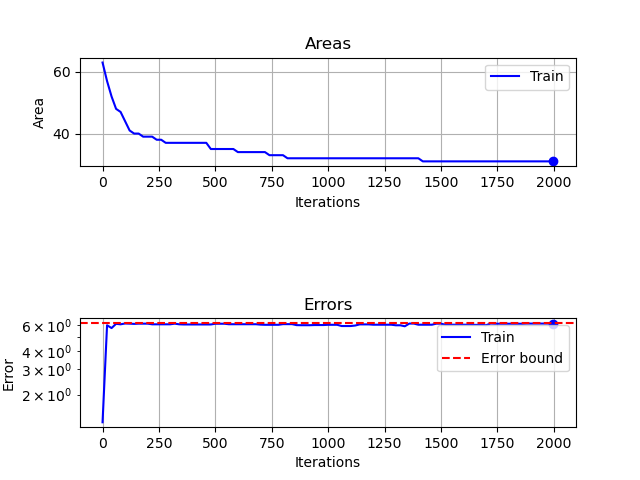 Areas
60
40
Area
Train
0 250 500 750 1000 1250 1500 1750 2000
Iterations
Errors
6 × 10⁰
4 × 10⁰
3 × 10⁰
2 × 10⁰
Error
Train
Error bound
0 250 500 750 1000 1250 1500 1750 2000
Iterations